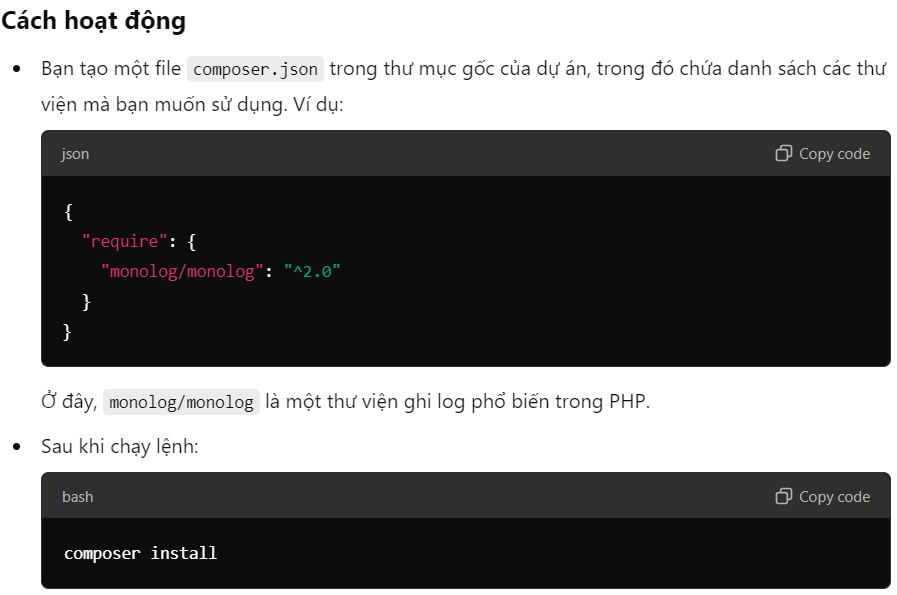 Cách hoạt động
Bạn tạo một file composer.json trong thư mục gốc của dự án, trong đó chứa danh sách các thư
viện mà bạn muốn sử dụng. Ví dụ:
json
Copy code
{
"require": {
"monolog/monolog": "^2.0"
}
}
Ở đây, monolog/monolog là một thư viện ghi log phổ biến trong PHP.
Sau khi chạy lệnh:
bash
Copy code
composer install